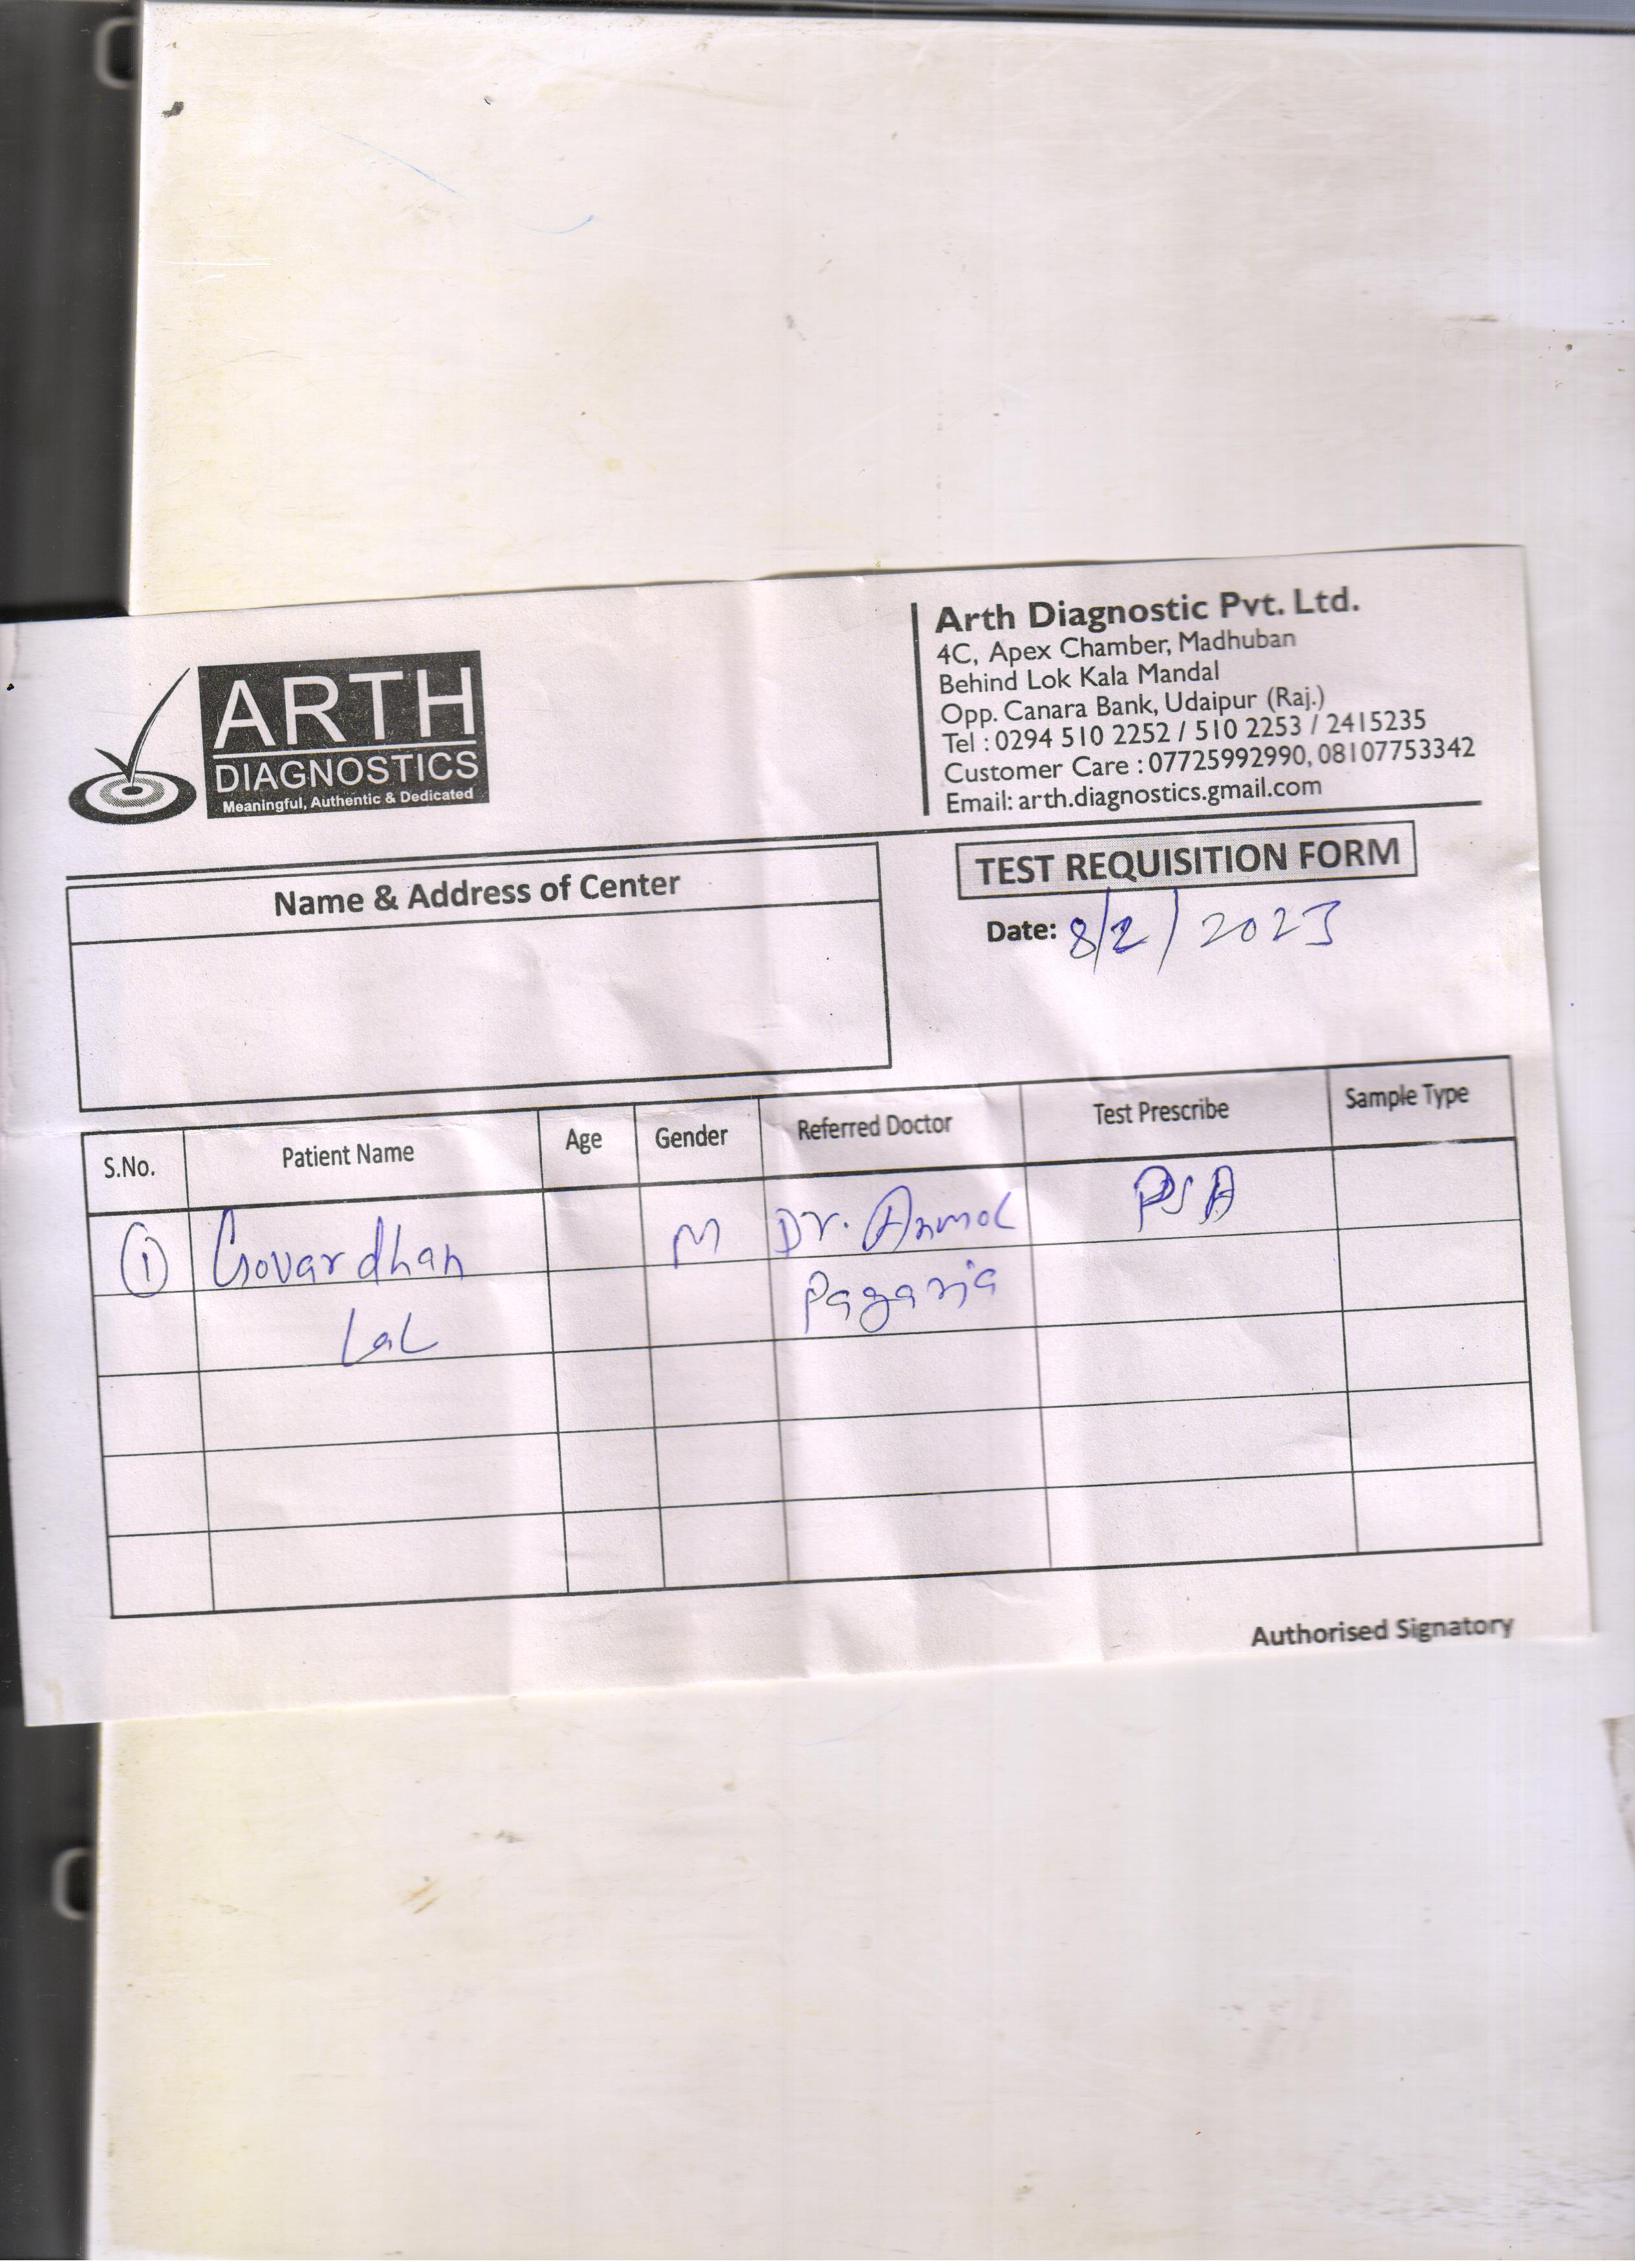 ARTH
DIAGNOSTICS
Meaningful, Authentic & Dedicated
Arth Diagnostic Pvt. Ltd.
4C, Apex Chamber, Madhuban
Behind Lok Kala Mandal
Opp. Canara Bank, Udaipur (Raj.)
Tel : 0294 510 2252 / 510 2253 / 2415235
Customer Care : 07725992990, 08107753342
Email: arth.diagnostics.gmail.com
Name & Address of Center
TEST REQUISITION FORM
Date: 8/2/2023
S.No. Patient Name Age Gender Referred Doctor Test Prescribe Sample Type
1 Govardhan M Dr. Anmol PSA
Lal Pagaria
Authorised Signatory